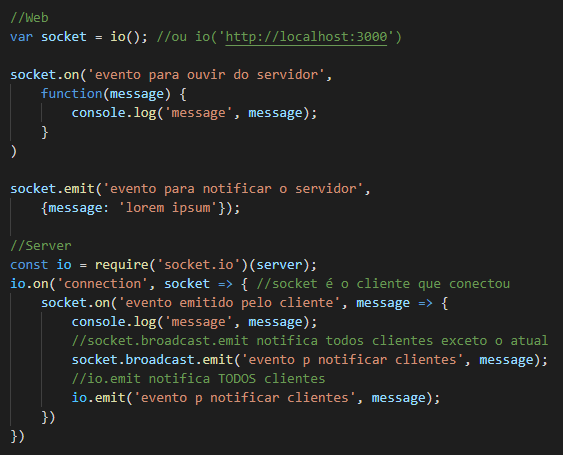 //Web
var socket = io(); //ou io('http://localhost:3000')
socket.on('evento para ouvir do servidor',
function(message) {
console.log('message', message);
}
)
socket.emit('evento para notificar o servidor',
{message: 'lorem ipsum'});
//Server
const io = require('socket.io')(server);
io.on('connection', socket => { //socket é o cliente que conectou
socket.on('evento emitido pelo cliente', message => {
console.log('message', message);
//socket.broadcast.emit notifica todos clientes exceto o atual
socket.broadcast.emit('evento p notificar clientes', message);
//io.emit notifica TODOS clientes
io.emit('evento p notificar clientes', message);
})
})